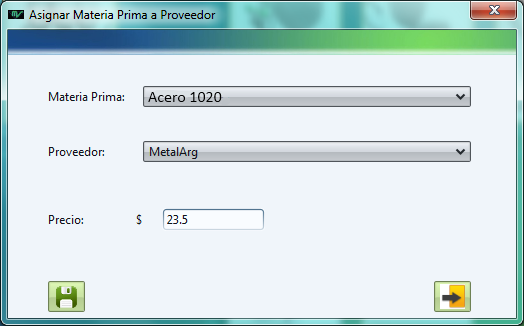 Asignar Materia Prima a Proveedor
Materia Prima: Acero 1020
Proveedor: MetalArg
Precio: $ 23.5